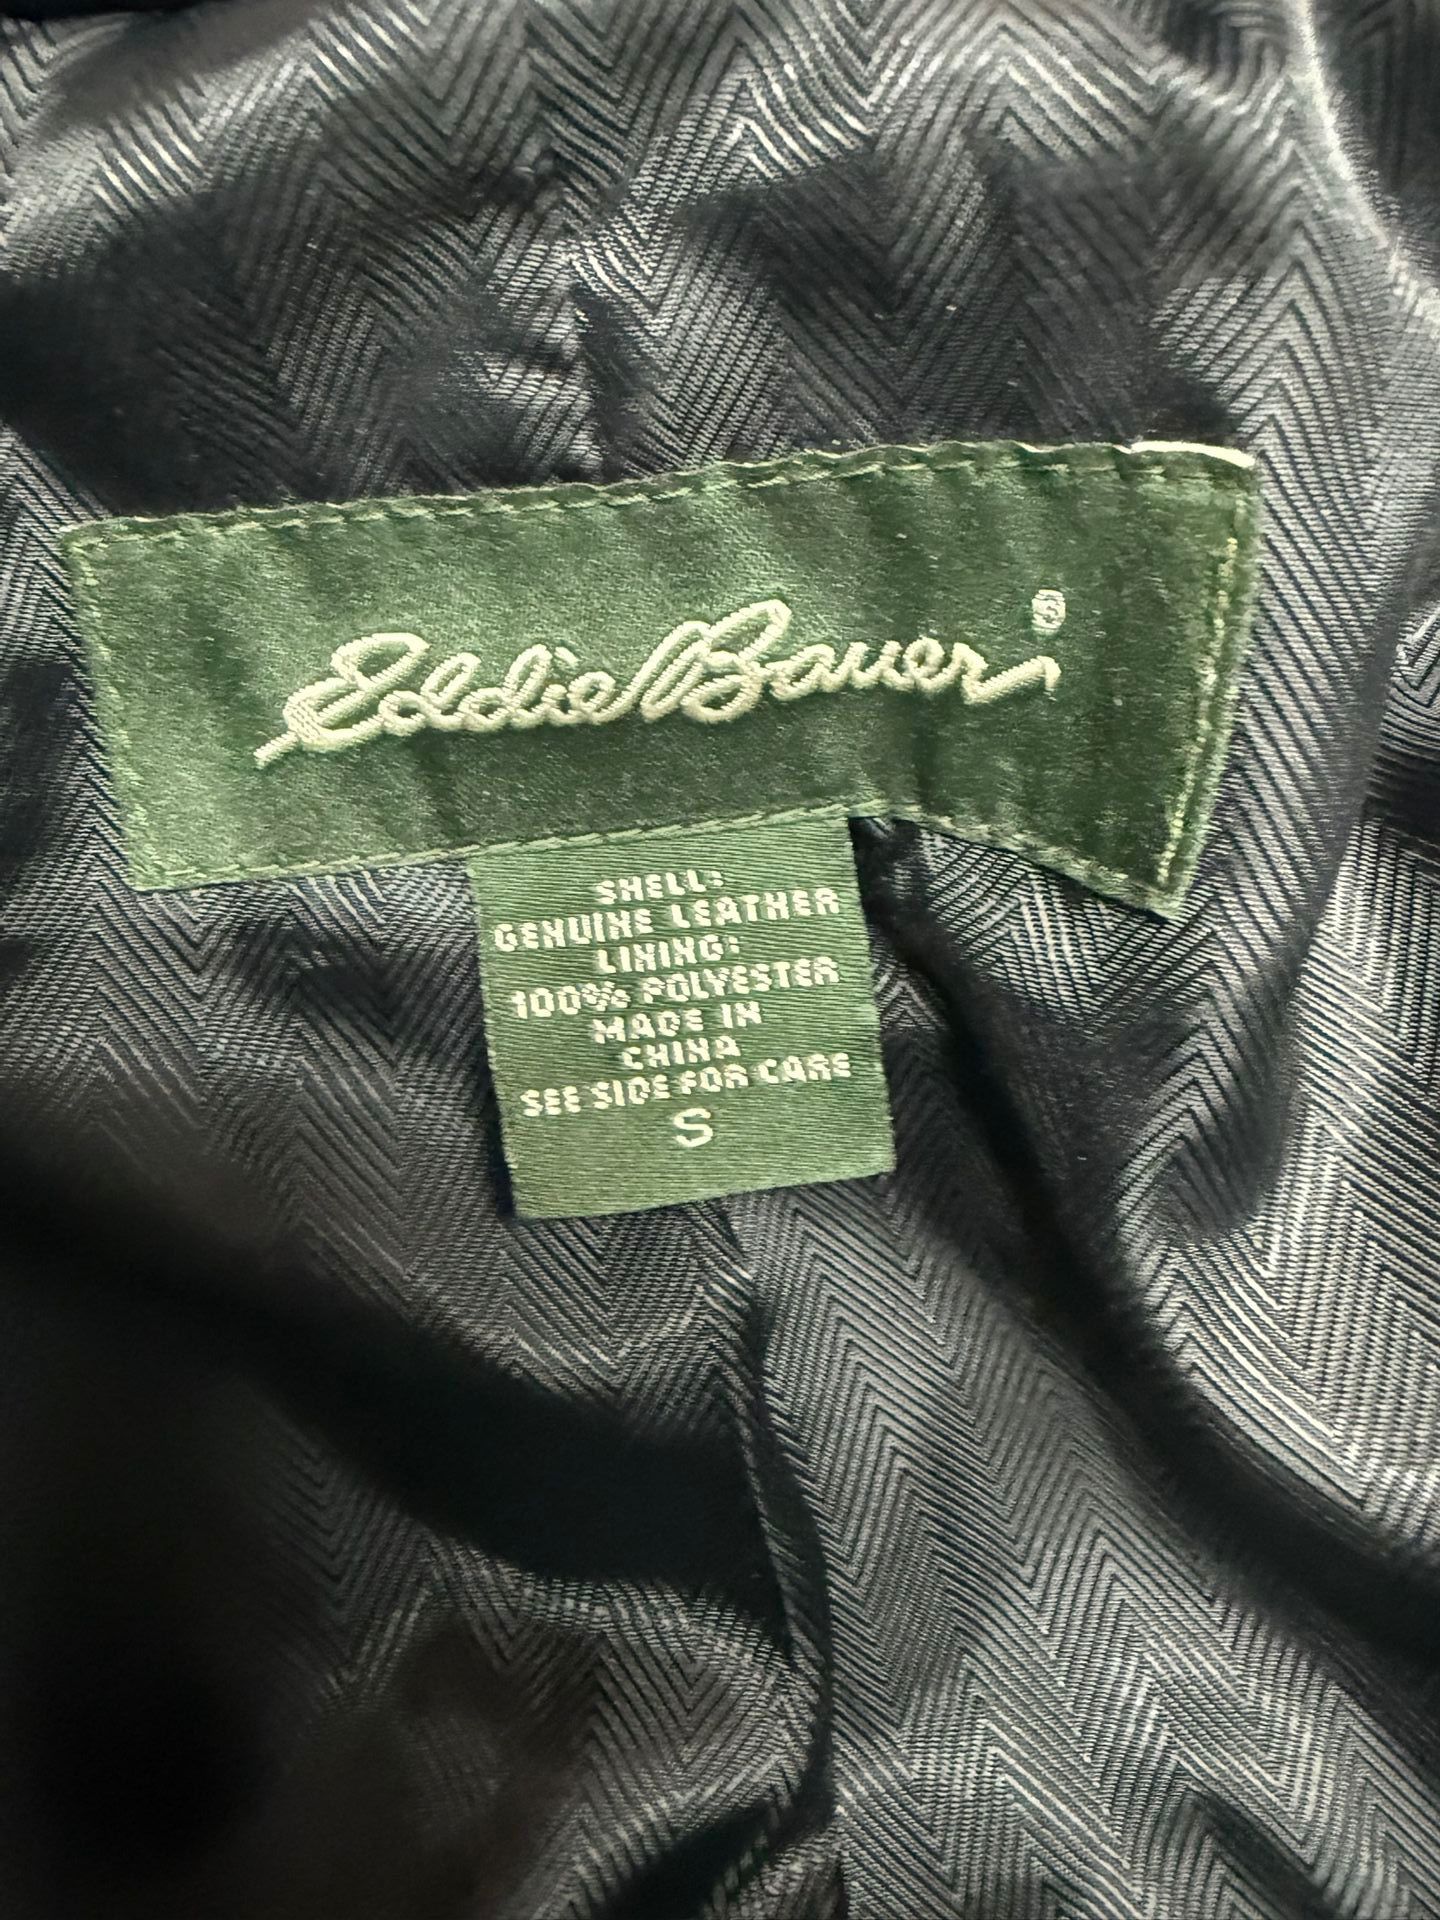 Eddie Bauer®
SHELL:
GENUINE LEATHER
LINING:
100% POLYESTER
MADE IN
CHINA
SEE SIDE FOR CARE
S